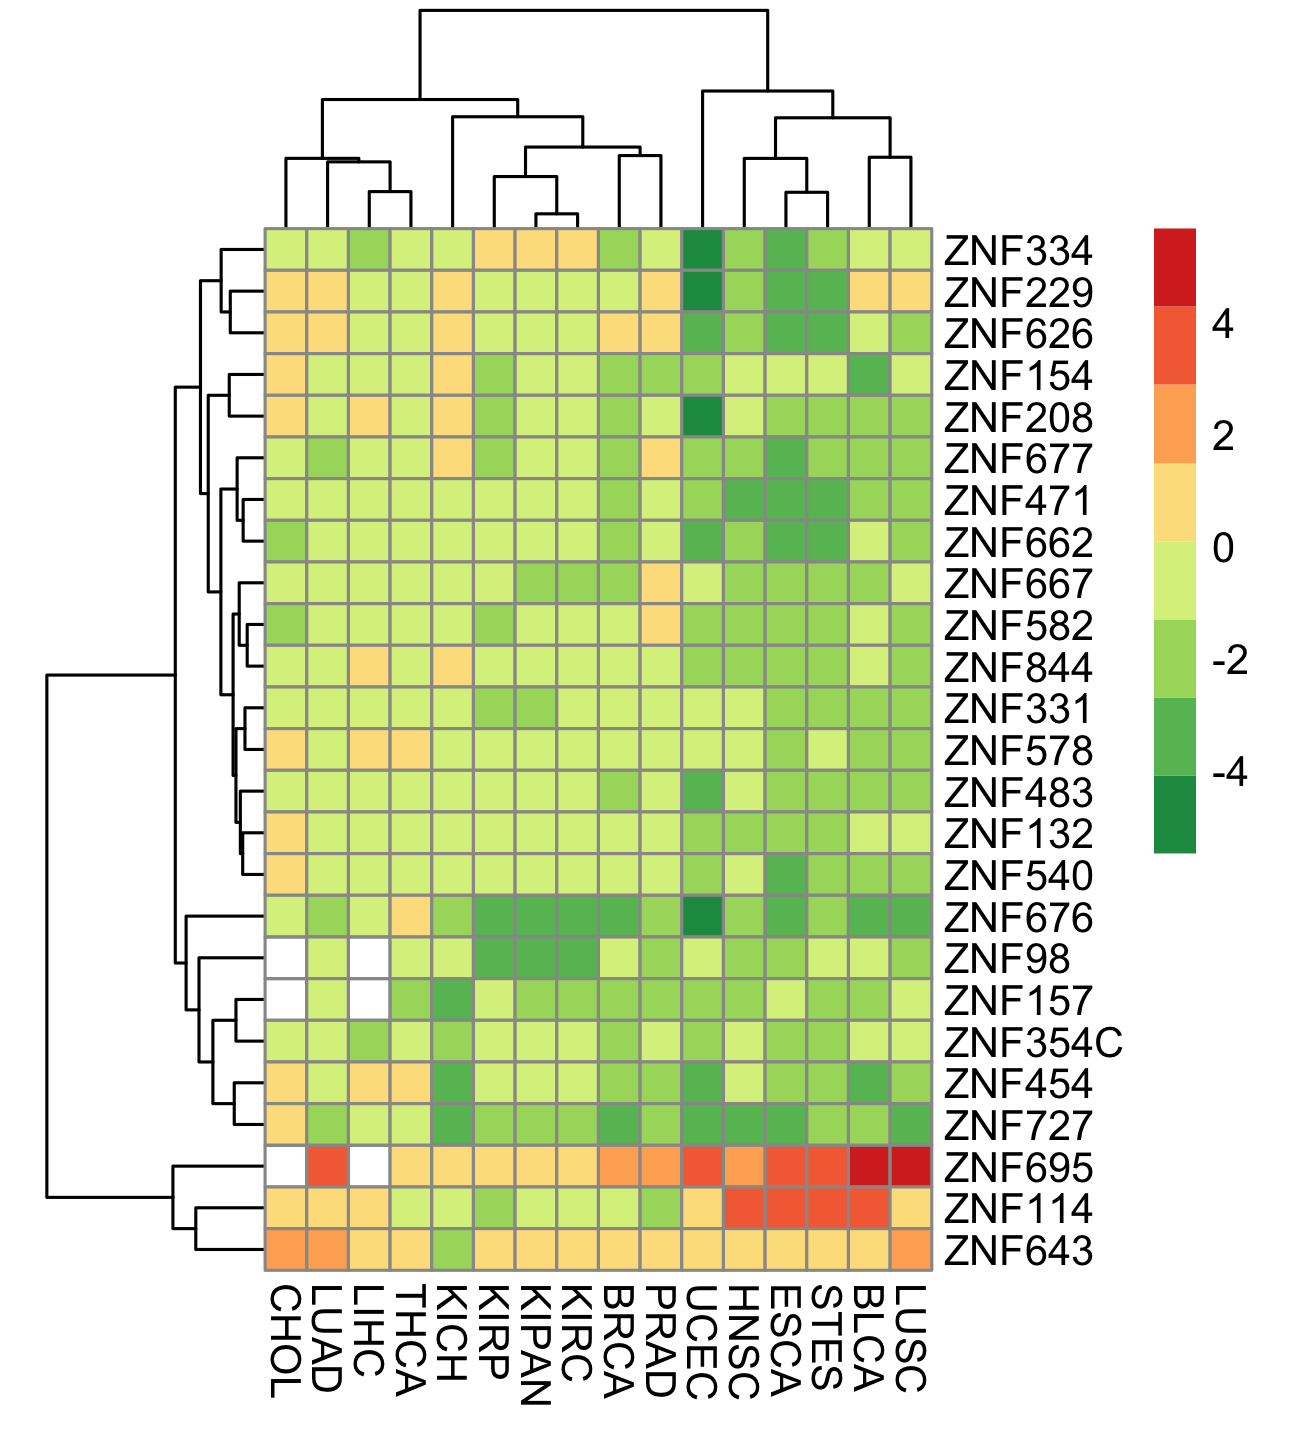 ZNF334
ZNF229
ZNF626
ZNF154
ZNF208
ZNF677
ZNF471
ZNF662
ZNF667
ZNF582
ZNF844
ZNF331
ZNF578
ZNF483
ZNF132
ZNF540
ZNF676
ZNF98
ZNF157
ZNF354C
ZNF454
ZNF727
ZNF695
ZNF114
ZNF643
4
2
0
-2
-4
CHOL
LUAD
LIHC
THCA
KICH
KIRP
KIPAN
KIRC
BRCA
PRAD
UCEC
HNSC
ESCA
STES
BLCA
LUSC